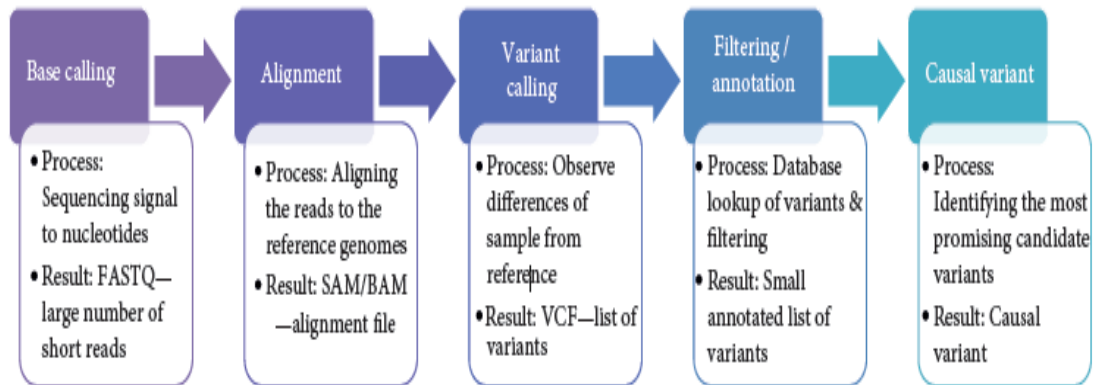 Base calling
• Process:
Sequencing signal
to nucleotides
• Result: FASTQ—
large number of
short reads
Alignment
• Process: Aligning
the reads to the
reference genomes
• Result: SAM/BAM
—alignment file
Variant
calling
• Process: Observe
differences of
sample from
reference
• Result: VCF—list of
variants
Filtering /
annotation
• Process: Database
lookup of variants &
filtering
• Result: Small
annotated list of
variants
Causal variant
• Process:
Identifying the most
promising candidate
variants
• Result: Causal
variant